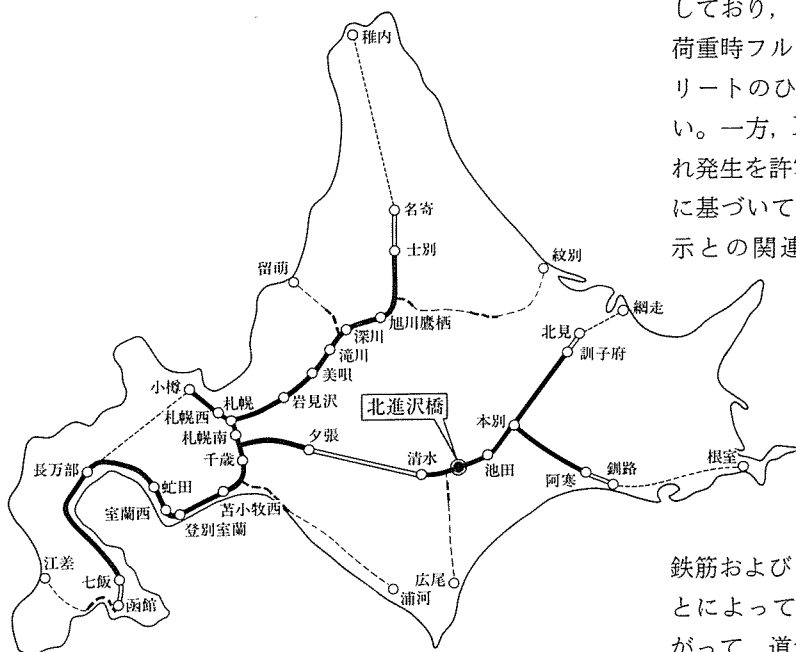 しており，
荷重時フル
リートのひ
い。一方，
れ発生を許
に基づいて
示との関連
稚内
名寄
士別
紋別
留萌
旭川鷹栖
深川
滝川
美唄
岩見沢
網走
北見
訓子府
小樽
札幌西
札幌
札幌南
千歳
夕張
北進沢橋
清水
池田
本別
阿寒
釧路
根室
長万部
虻田
室蘭西
登別室蘭
苫小牧西
江差
七飯
函館
浦河
広尾
鉄筋および
とによって
がって，道